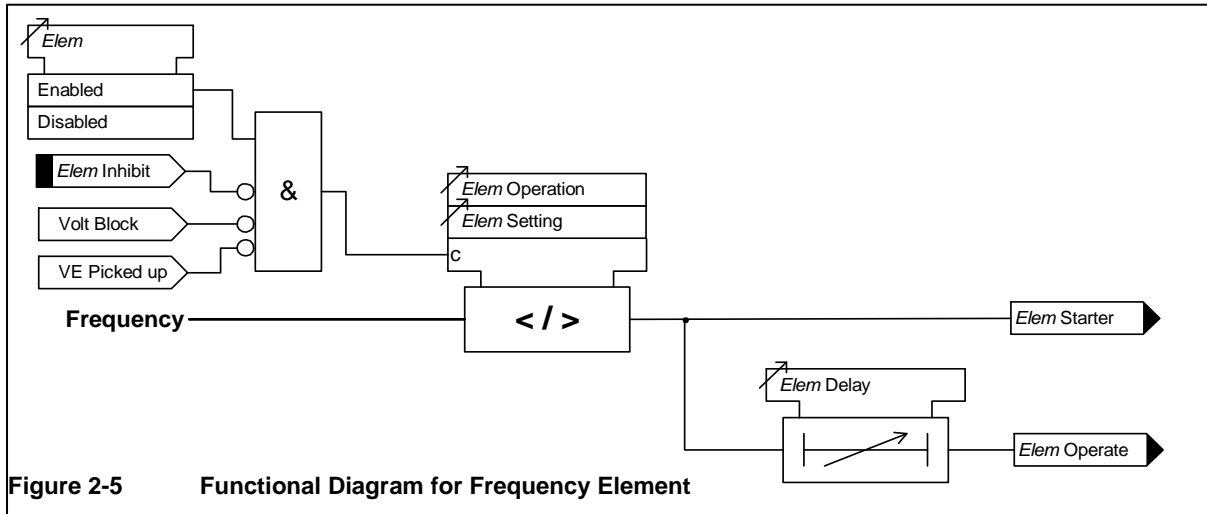 Elem
Enabled
Disabled
Elem Inhibit
Volt Block
VE Picked up
&
Elem Operation
Elem Setting
c
Frequency
< / >
Elem Starter
Elem Delay
Elem Operate
Figure 2-5 Functional Diagram for Frequency Element